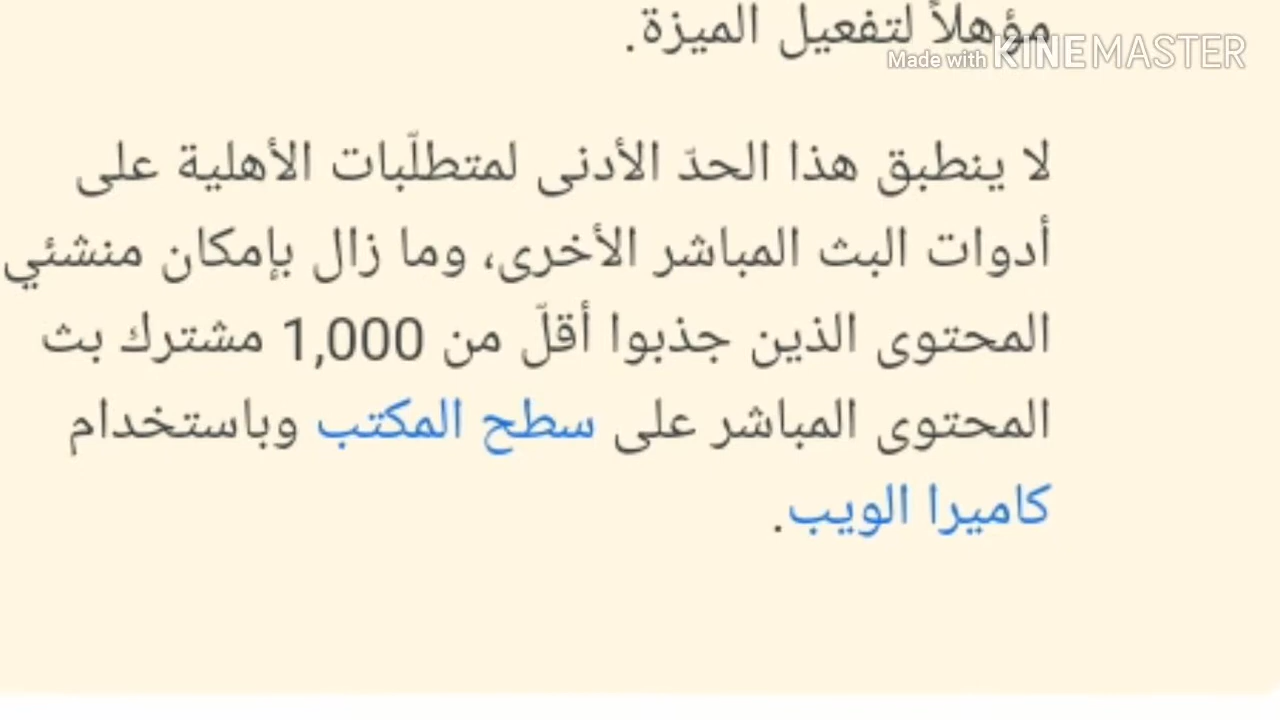 مؤهلاً لتفعيل الميزة.
Made with KINEMASTER
لا ينطبق هذا الحدّ الأدنى لمتطلّبات الأهلية على
أدوات البث المباشر الأخرى، وما زال بإمكان منشئي
المحتوى الذين جذبوا أقلّ من 1,000 مشترك بث
المحتوى المباشر على سطح المكتب وباستخدام
كاميرا الويب.